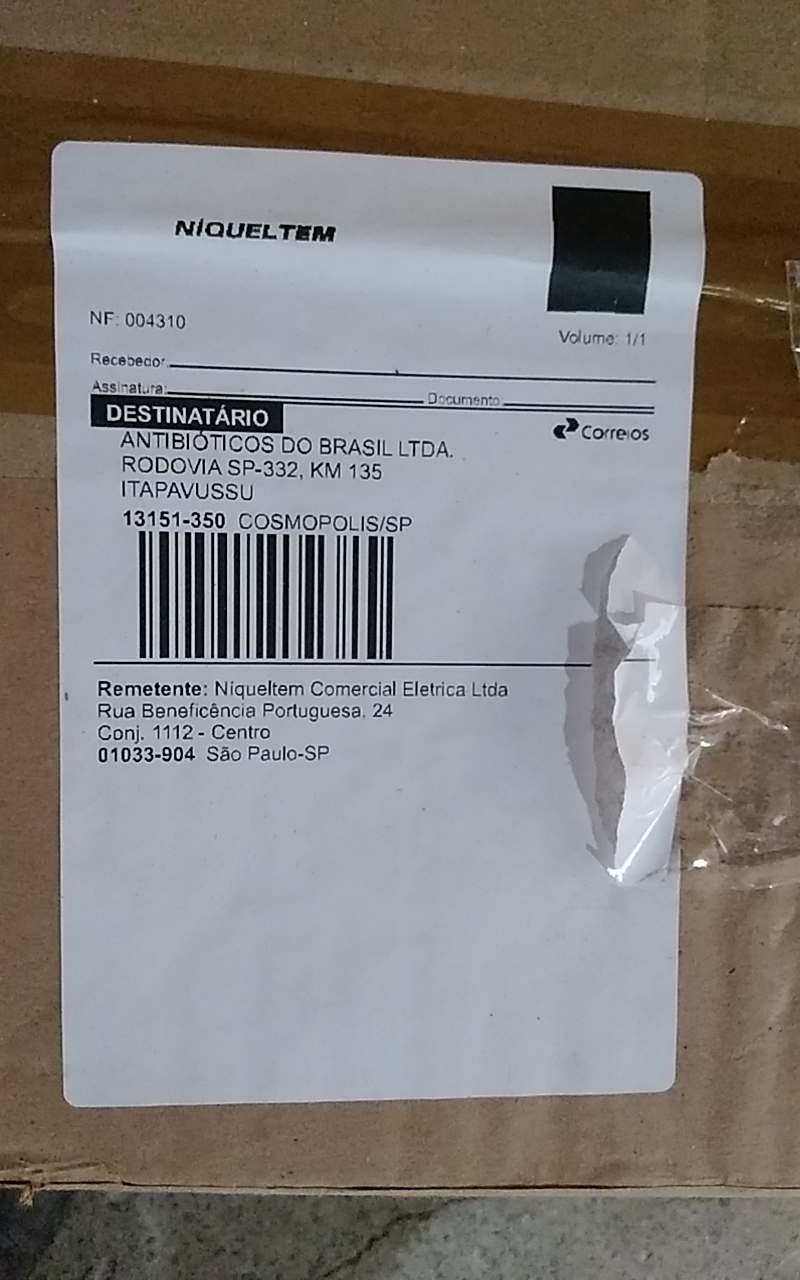 NÍQUELTEM
NF: 004310
Volume: 1/1
Recebedor:
Assinatura: Documento:
DESTINATÁRIO
Correios
ANTIBIÓTICOS DO BRASIL LTDA.
RODOVIA SP-332, KM 135
ITAPAVUSSU
13151-350 COSMOPOLIS/SP
Remetente: Níqueltem Comercial Eletrica Ltda
Rua Beneficência Portuguesa, 24
Conj. 1112 - Centro
01033-904 São Paulo-SP